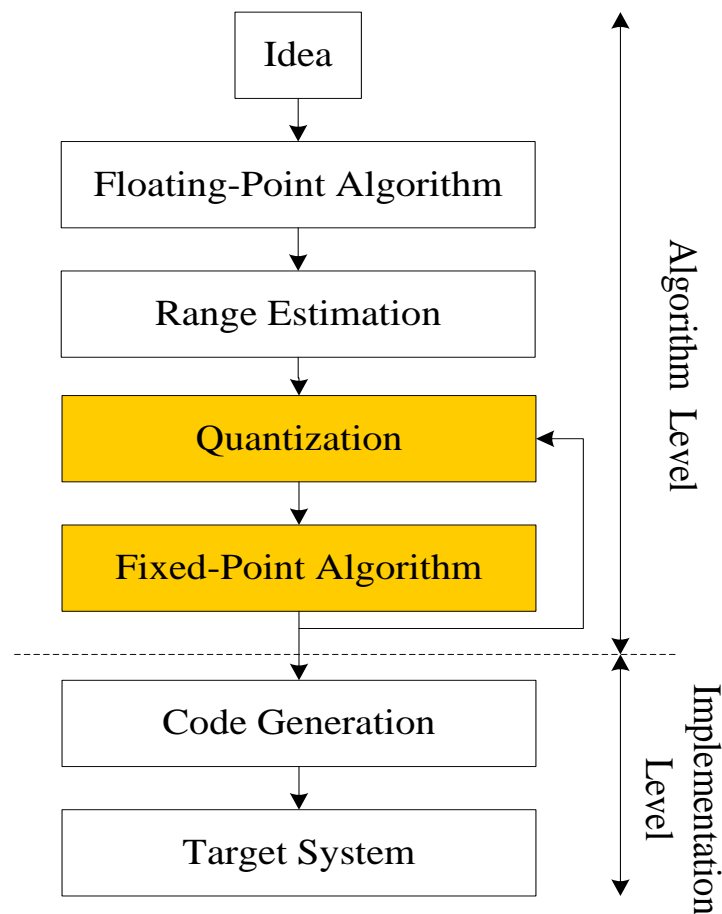 Idea
Floating-Point Algorithm
Range Estimation
Quantization
Fixed-Point Algorithm
Code Generation
Target System
Algorithm Level
Implementation
Level